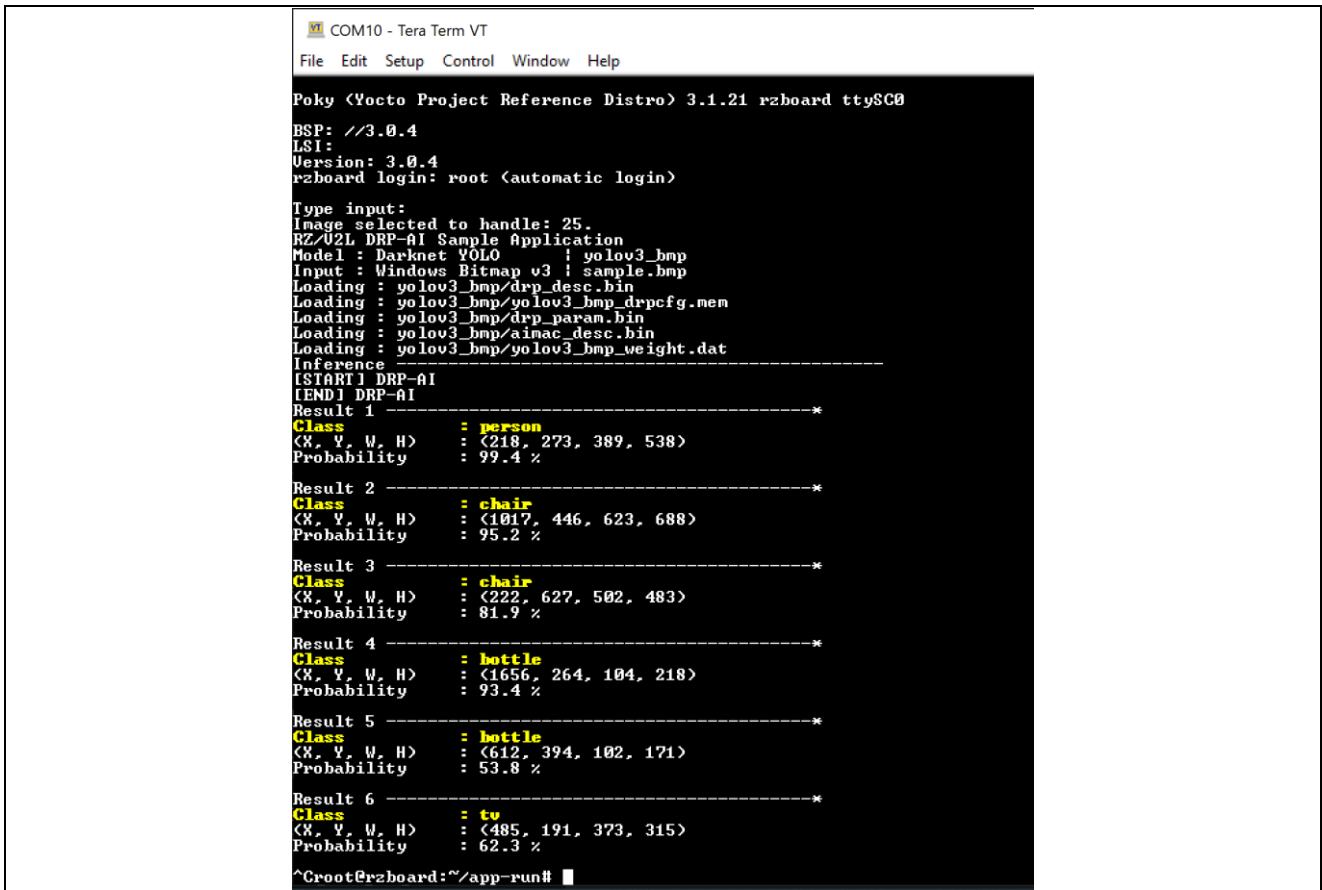 COM10 - Tera Term VT
File Edit Setup Control Window Help
Poky (Yocto Project Reference Distro) 3.1.21 rzboard ttySC0
BSP: //3.0.4
LSI:
Version: 3.0.4
rzboard login: root (automatic login)
Type input:
Image selected to handle: 25.
RZ/V2L DRP-AI Sample Application
Model : Darknet YOLO      | yolov3_bmp
Input : Windows Bitmap v3 | sample.bmp
Loading : yolov3_bmp/drp_desc.bin
Loading : yolov3_bmp/yolov3_bmp_drpcfg.mem
Loading : yolov3_bmp/drp_param.bin
Loading : yolov3_bmp/aimac_desc.bin
Loading : yolov3_bmp/yolov3_bmp_weight.dat
Inference --------------------------------------------------------
[START] DRP-AI
[END] DRP-AI
Result 1 -------------------------------------------------*
Class           : person
(X, Y, W, H)    : (218, 273, 389, 538)
Probability     : 99.4 %
Result 2 -------------------------------------------------*
Class           : chair
(X, Y, W, H)    : (1017, 446, 623, 688)
Probability     : 95.2 %
Result 3 -------------------------------------------------*
Class           : chair
(X, Y, W, H)    : (222, 627, 502, 483)
Probability     : 81.9 %
Result 4 -------------------------------------------------*
Class           : bottle
(X, Y, W, H)    : (1656, 264, 104, 218)
Probability     : 93.4 %
Result 5 -------------------------------------------------*
Class           : bottle
(X, Y, W, H)    : (612, 394, 102, 171)
Probability     : 53.8 %
Result 6 -------------------------------------------------*
Class           : tv
(X, Y, W, H)    : (485, 191, 373, 315)
Probability     : 62.3 %
^Croot@rzboard:~/app-run#